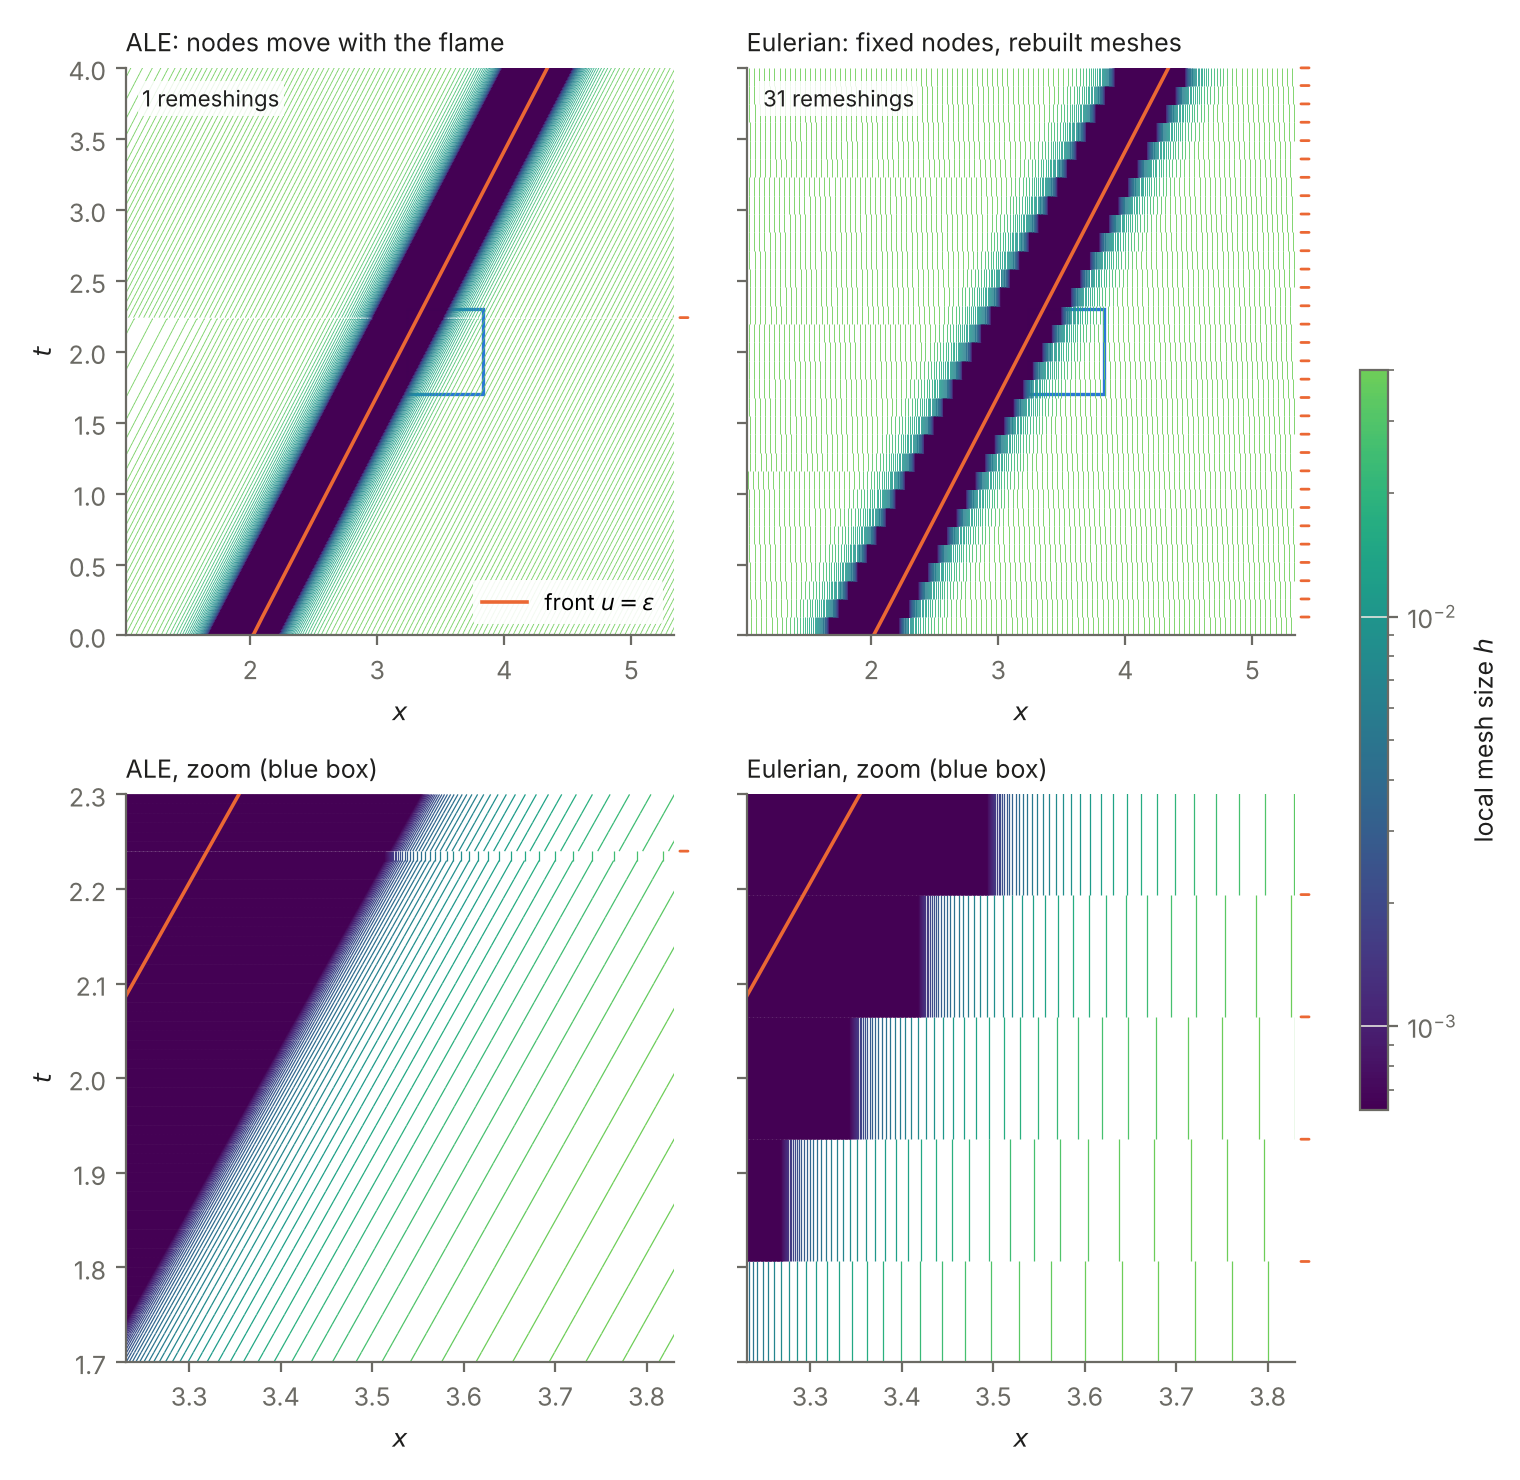 ALE: nodes move with the flame
Eulerian: fixed nodes, rebuilt meshes
4.0
3.5
3.0
2.5
2.0
1.5
1.0
0.5
0.0
t
1 remeshings
front u = ε
2
3
4
5
x
31 remeshings
2
3
4
5
x
10⁻²
10⁻³
local mesh size h
ALE, zoom (blue box)
Eulerian, zoom (blue box)
2.3
2.2
2.1
2.0
1.9
1.8
1.7
t
3.3
3.4
3.5
3.6
3.7
3.8
x
3.3
3.4
3.5
3.6
3.7
3.8
x